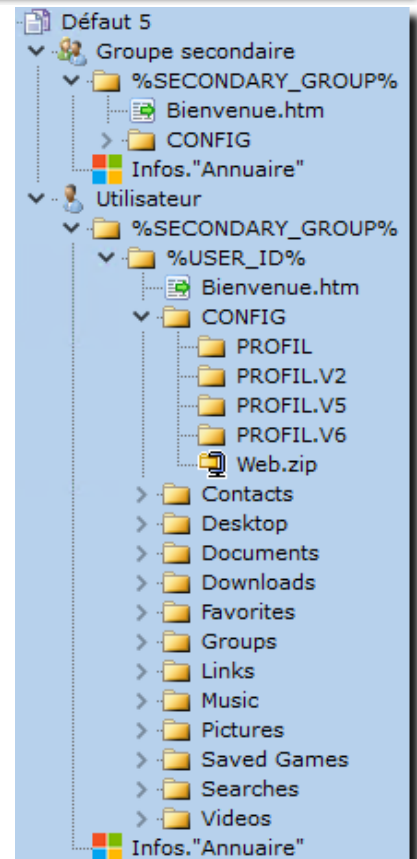 Défaut 5
Groupe secondaire
%SECONDARY_GROUP%
Bienvenue.htm
CONFIG
Infos."Annuaire"
Utilisateur
%SECONDARY_GROUP%
%USER_ID%
Bienvenue.htm
CONFIG
PROFIL
PROFIL.V2
PROFIL.V5
PROFIL.V6
Web.zip
Contacts
Desktop
Documents
Downloads
Favorites
Groups
Links
Music
Pictures
Saved Games
Searches
Videos
Infos."Annuaire"